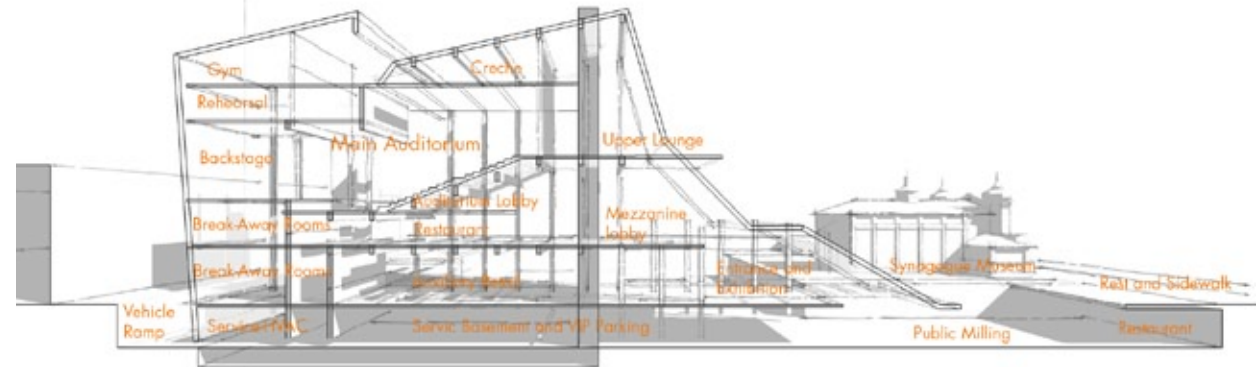 Gym
Creche
Rehearsal
Main Auditorium
Upper Lounge
Backstage
Auditorium Lobby
Break-Away Rooms
Restaurant
Mezzanine
lobby
Break-Away Rooms
Entrance and
Exhibition
Synagogue Museum
Rest and Sidewalk
Vehicle
Ramp
Servic Basement and VIP Parking
Public Milling
Restaurant